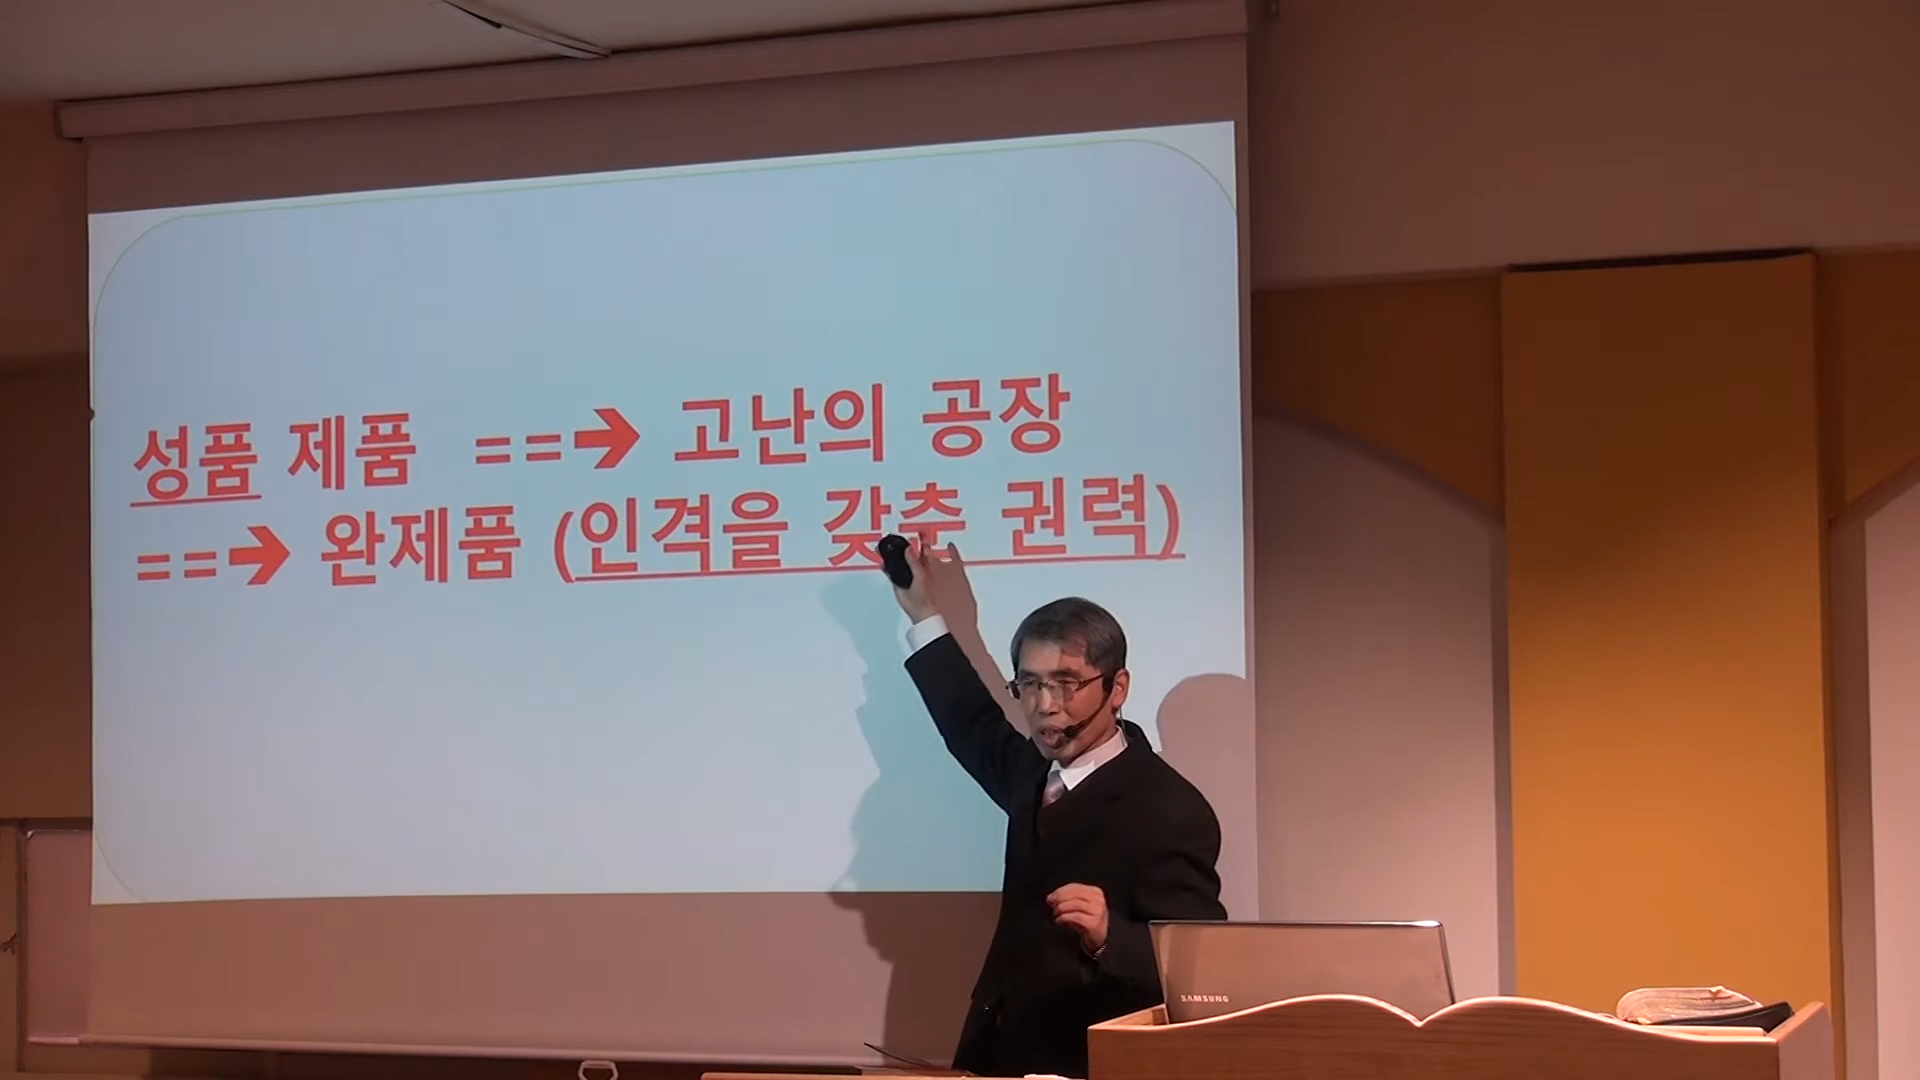 성품 제품 ==➔ 고난의 공장
==➔ 완제품 (인격을 갖춘 권력)
SAMSUNG